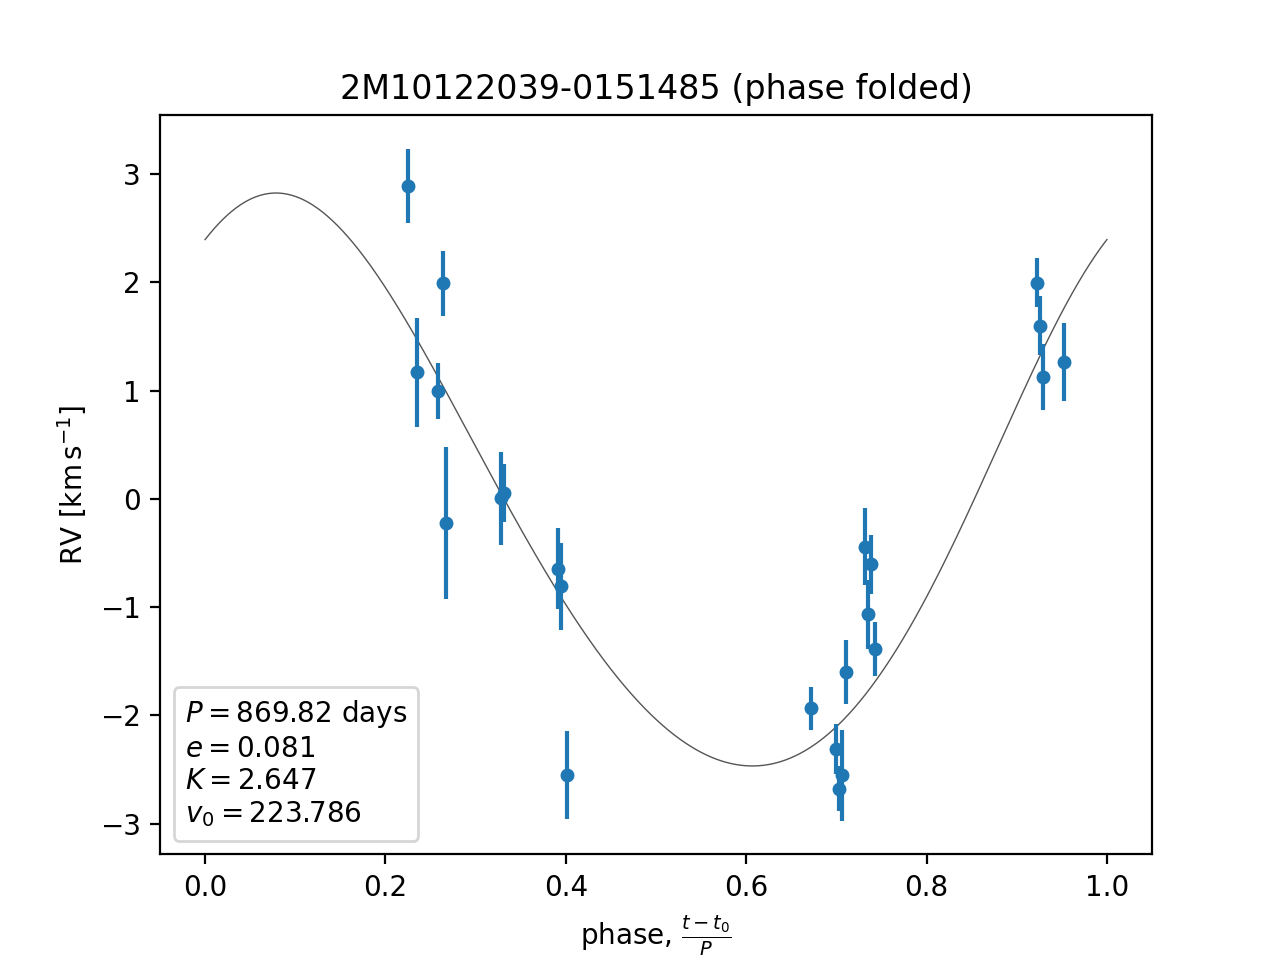 2M10122039-0151485 (phase folded)
3
2
1
0
−1
−2
−3
RV [km s⁻¹]
P = 869.82 days
e = 0.081
K = 2.647
v₀ = 223.786
0.0 0.2 0.4 0.6 0.8 1.0
phase, (t − t₀)/P